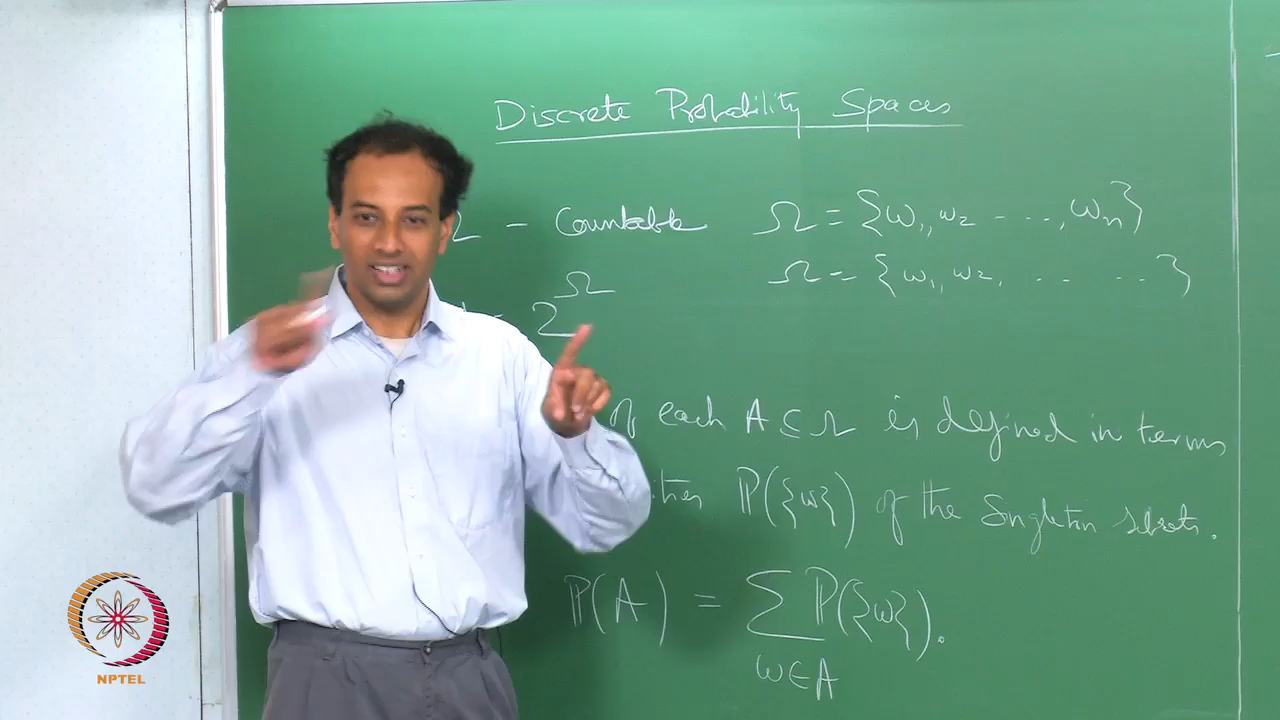 Discrete Probability Spaces
Ω - Countable Ω = {ω₁, ω₂ - ...., ωₙ}
Ω = {ω₁, ω₂, .. .. ...}
2^Ω
of each A ⊆ Ω is defined in terms
ℙ({ω}) of the Singleton subsets.
ℙ(A) = ∑ ℙ({ω}).
ω∈A
NPTEL